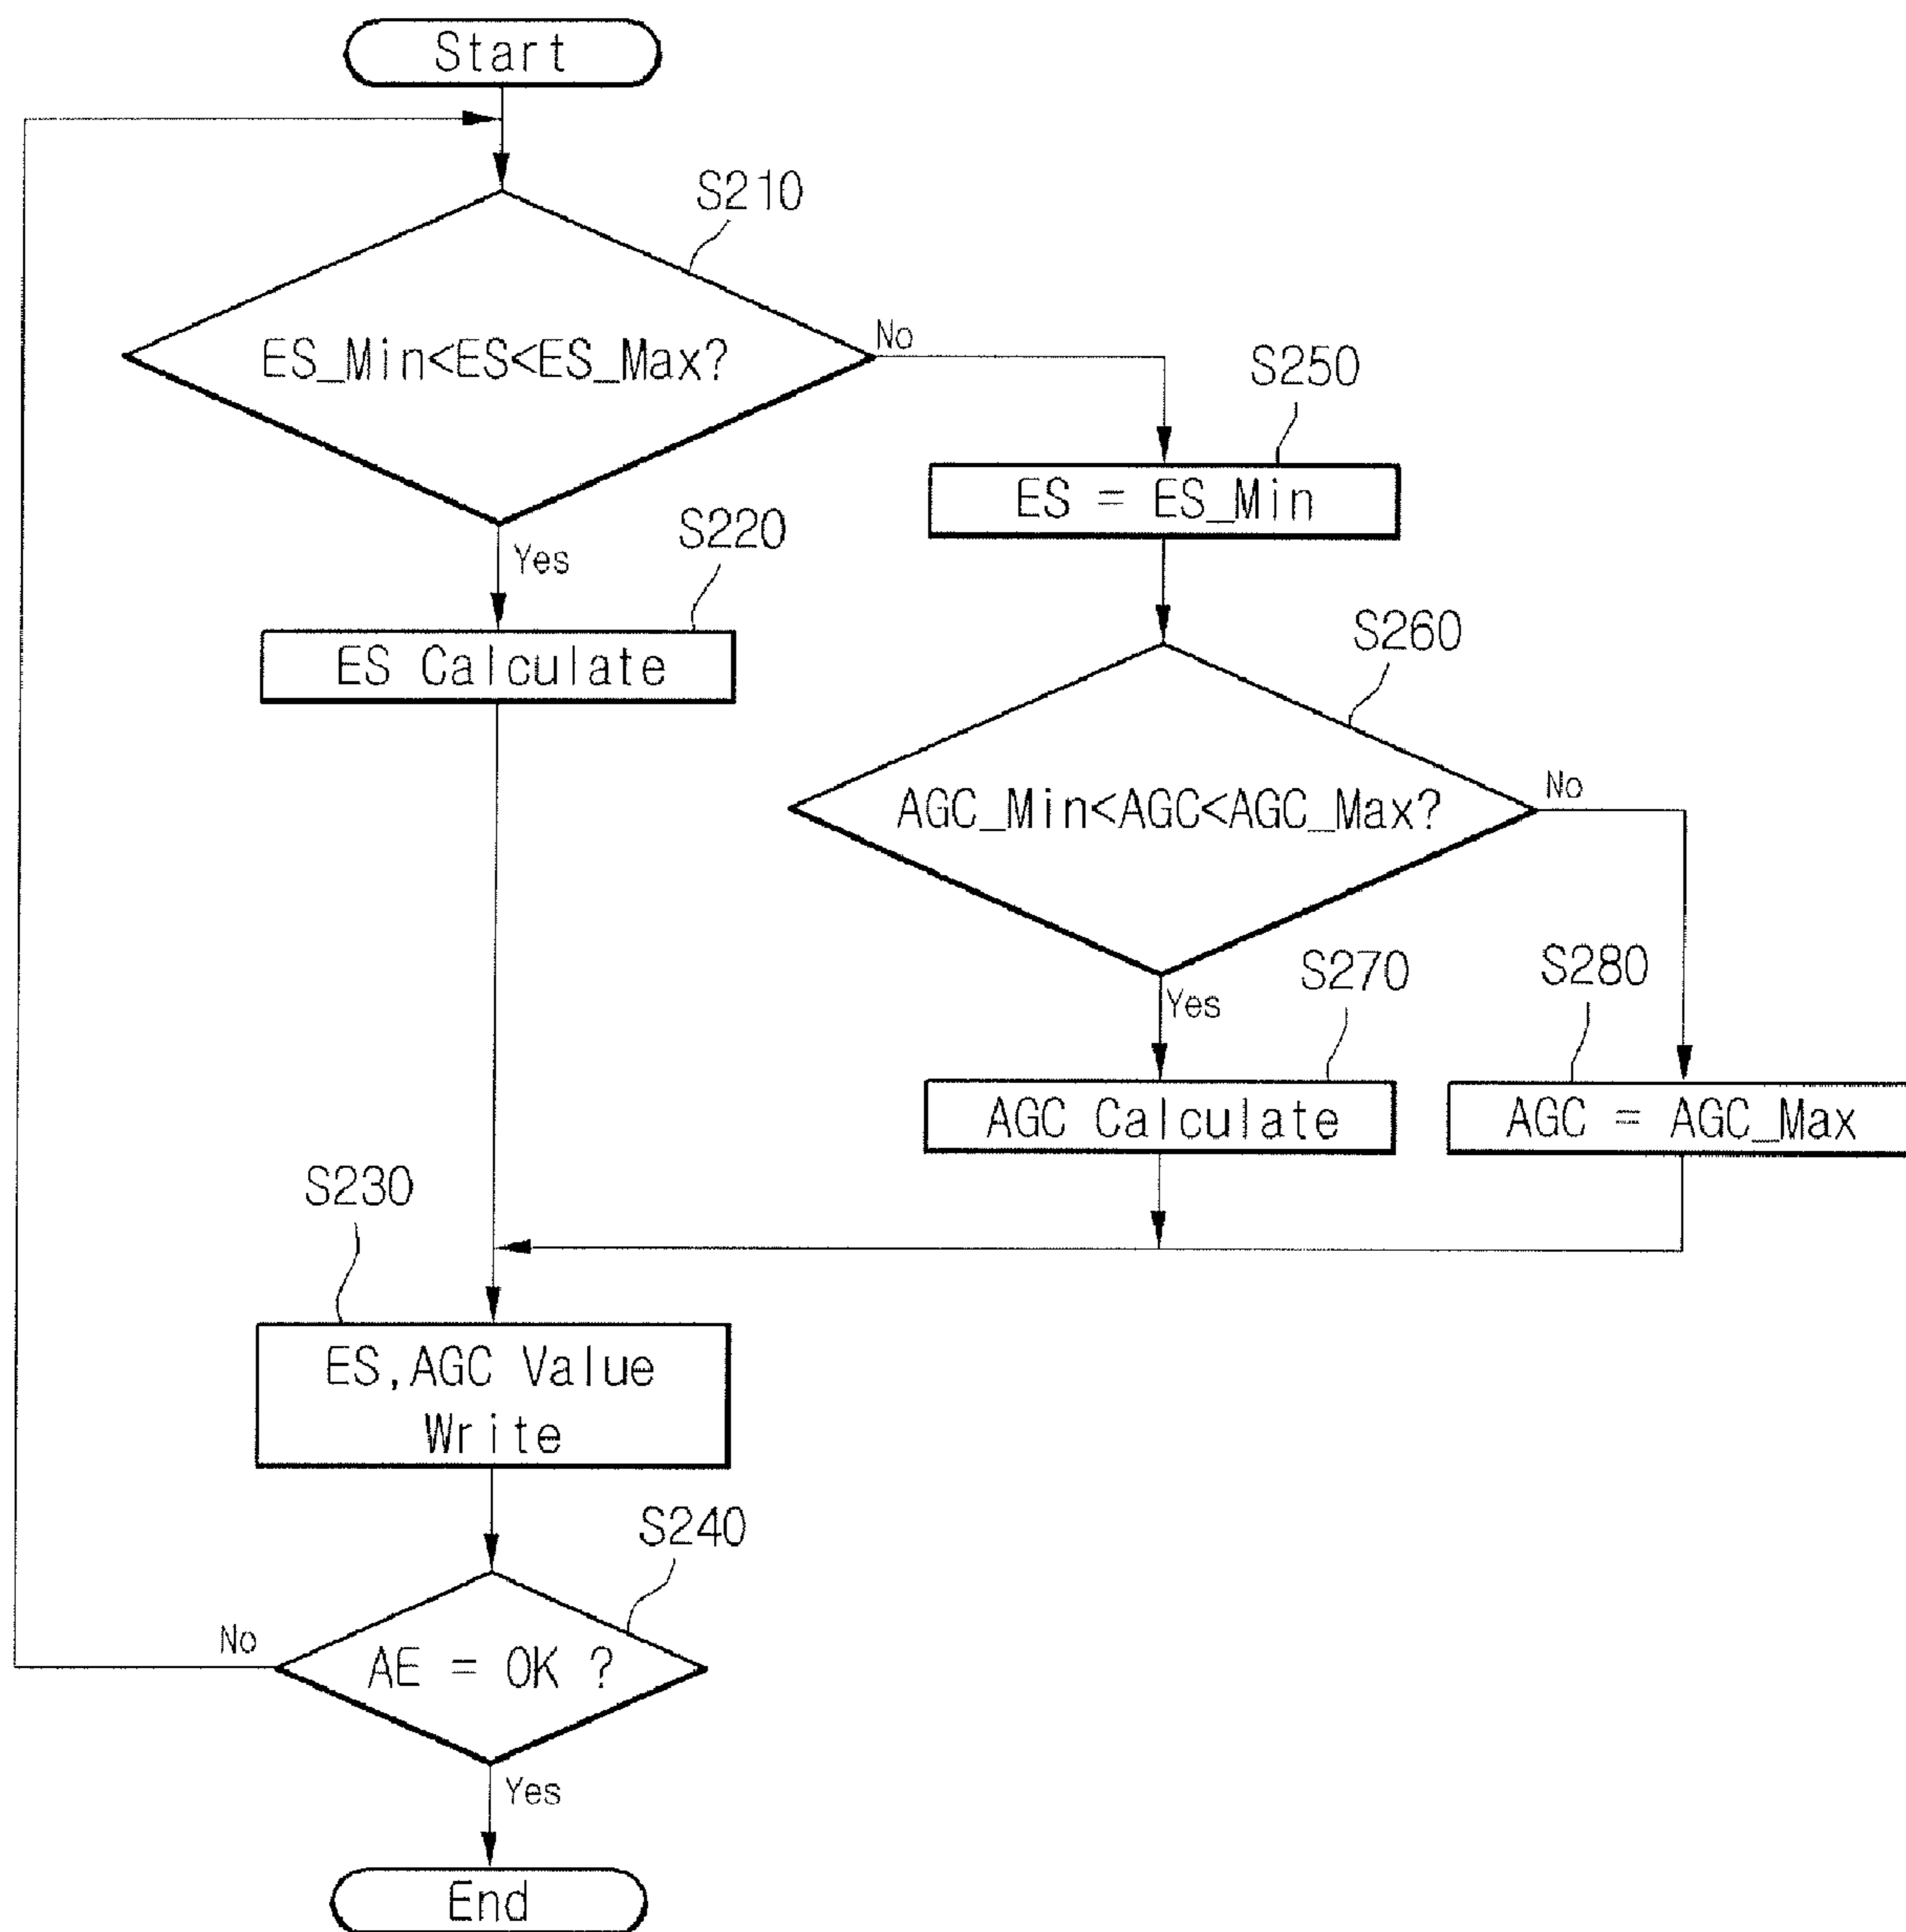 Start
S210
ES_Min<ES<ES_Max?
No
S250
ES = ES_Min
Yes
S220
ES Calculate
S260
AGC_Min<AGC<AGC_Max?
No
Yes
S270
S280
AGC Calculate
AGC = AGC_Max
S230
ES,AGC Value
Write
S240
No
AE = OK ?
Yes
End